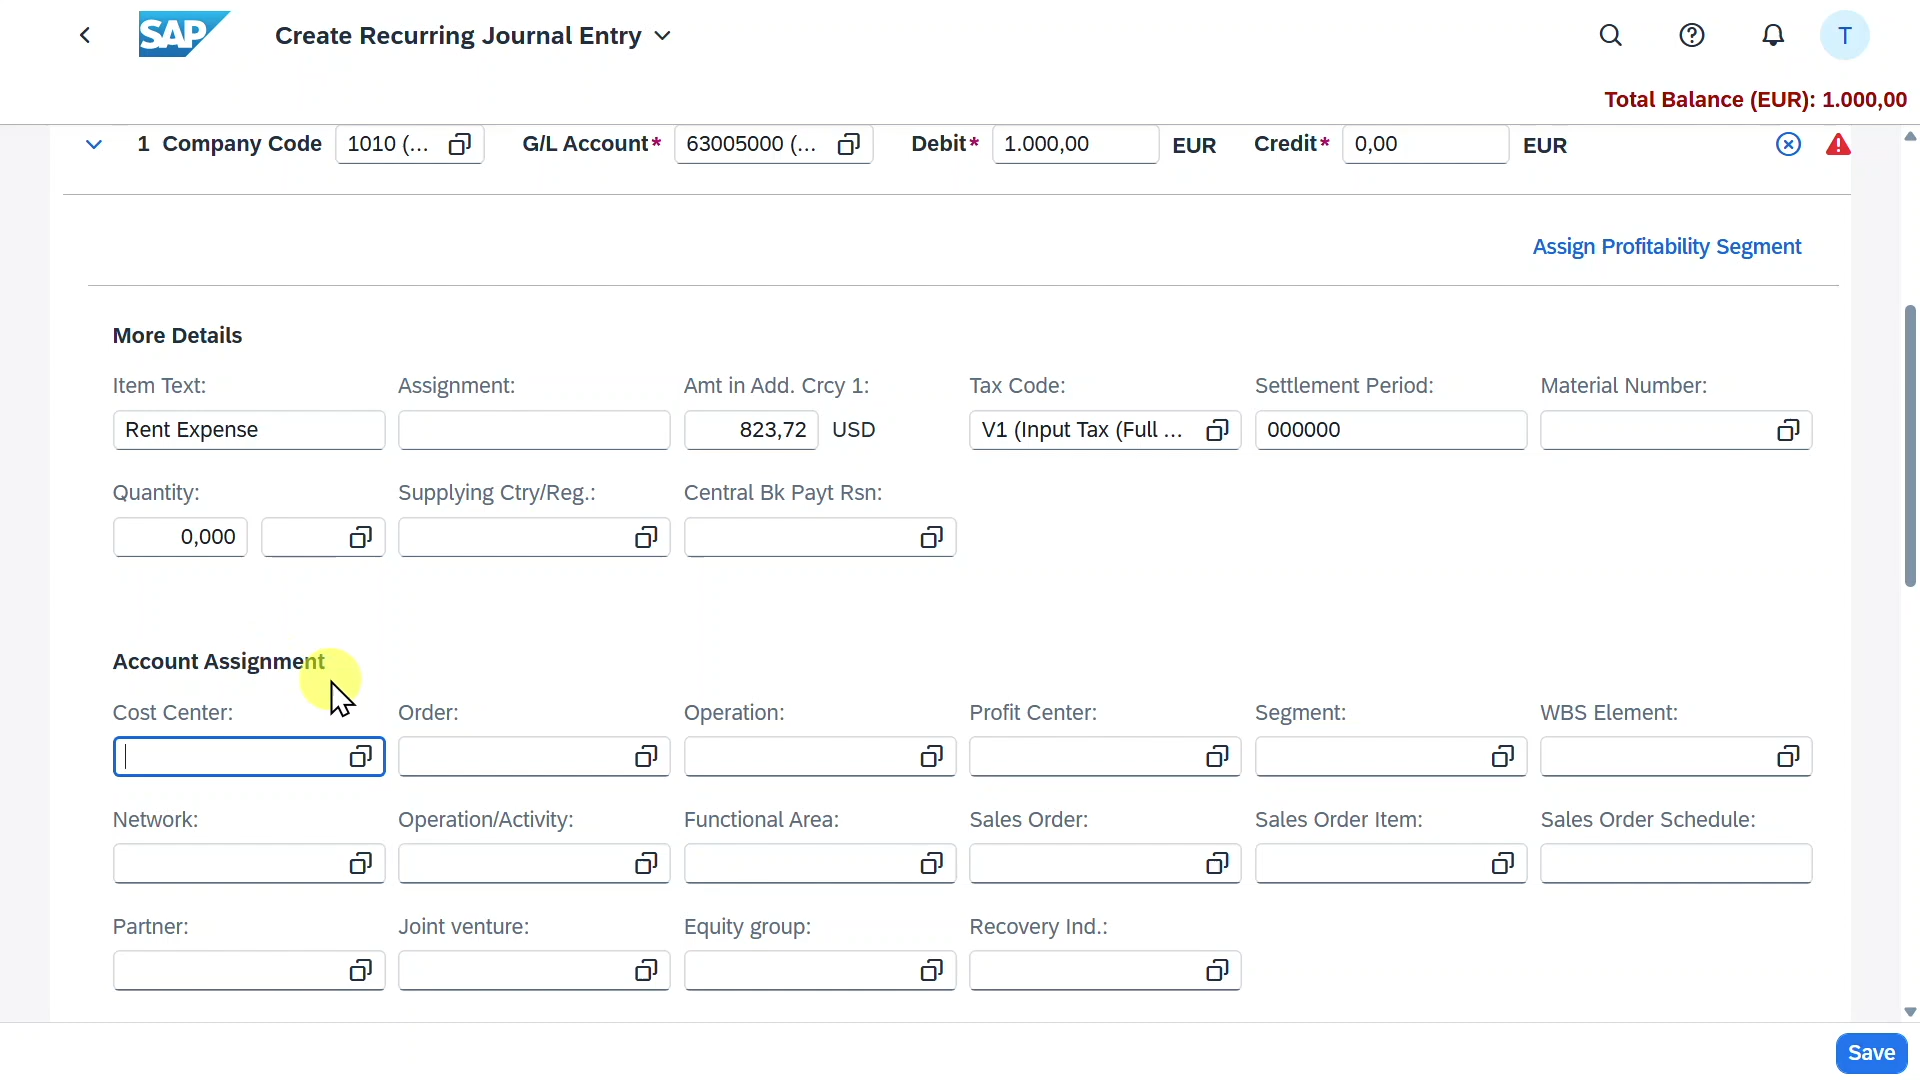 SAP Create Recurring Journal Entry T
Total Balance (EUR): 1.000,00
1 Company Code 1010 (... G/L Account* 63005000 (... Debit* 1.000,00 EUR Credit* 0,00 EUR
Assign Profitability Segment
More Details
Item Text: Assignment: Amt in Add. Crcy 1: Tax Code: Settlement Period: Material Number:
Rent Expense 823,72 USD V1 (Input Tax (Full ... 000000
Quantity: Supplying Ctry/Reg.: Central Bk Payt Rsn:
0,000
Account Assignment
Cost Center: Order: Operation: Profit Center: Segment: WBS Element:
Network: Operation/Activity: Functional Area: Sales Order: Sales Order Item: Sales Order Schedule:
Partner: Joint venture: Equity group: Recovery Ind.:
Save